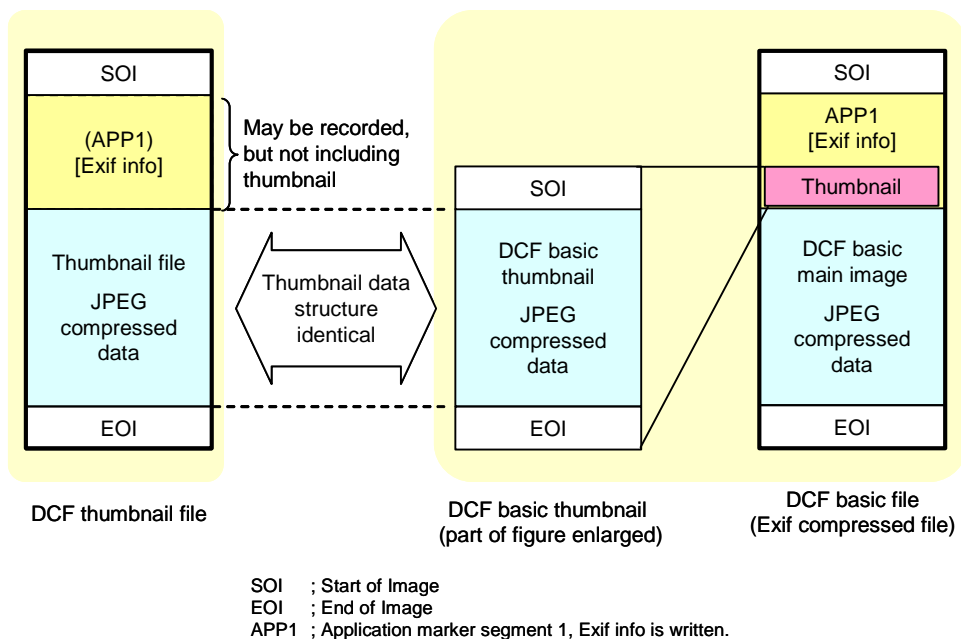 SOI
(APP1)
[Exif info]
Thumbnail file
JPEG
compressed
data
EOI
DCF thumbnail file
May be recorded,
but not including
thumbnail
Thumbnail data
structure
identical
SOI
DCF basic
thumbnail
JPEG
compressed
data
EOI
DCF basic thumbnail
(part of figure enlarged)
SOI
APP1
[Exif info]
Thumbnail
DCF basic
main image
JPEG
compressed
data
EOI
DCF basic file
(Exif compressed file)
SOI ; Start of Image
EOI ; End of Image
APP1 ; Application marker segment 1, Exif info is written.